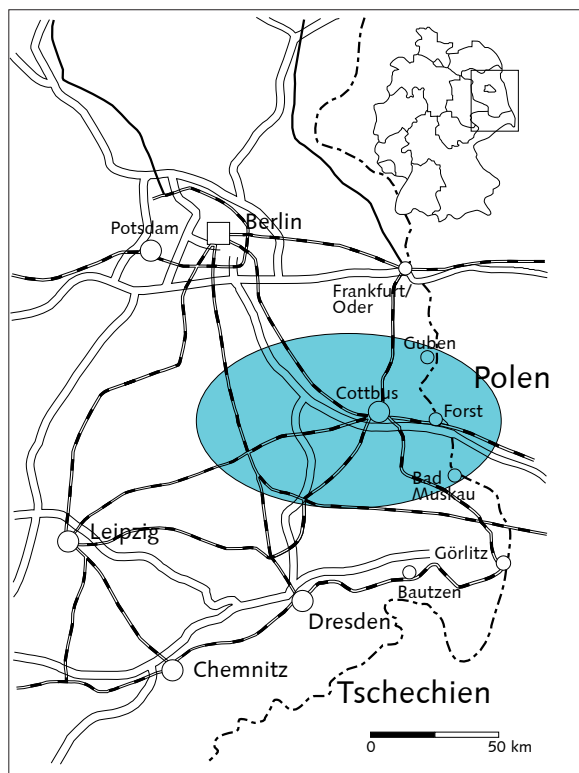 Potsdam
Berlin
Frankfurt/
Oder
Guben
Polen
Cottbus
Forst
Bad
Muskau
Leipzig
Görlitz
Bautzen
Dresden
Chemnitz
Tschechien
0 50 km